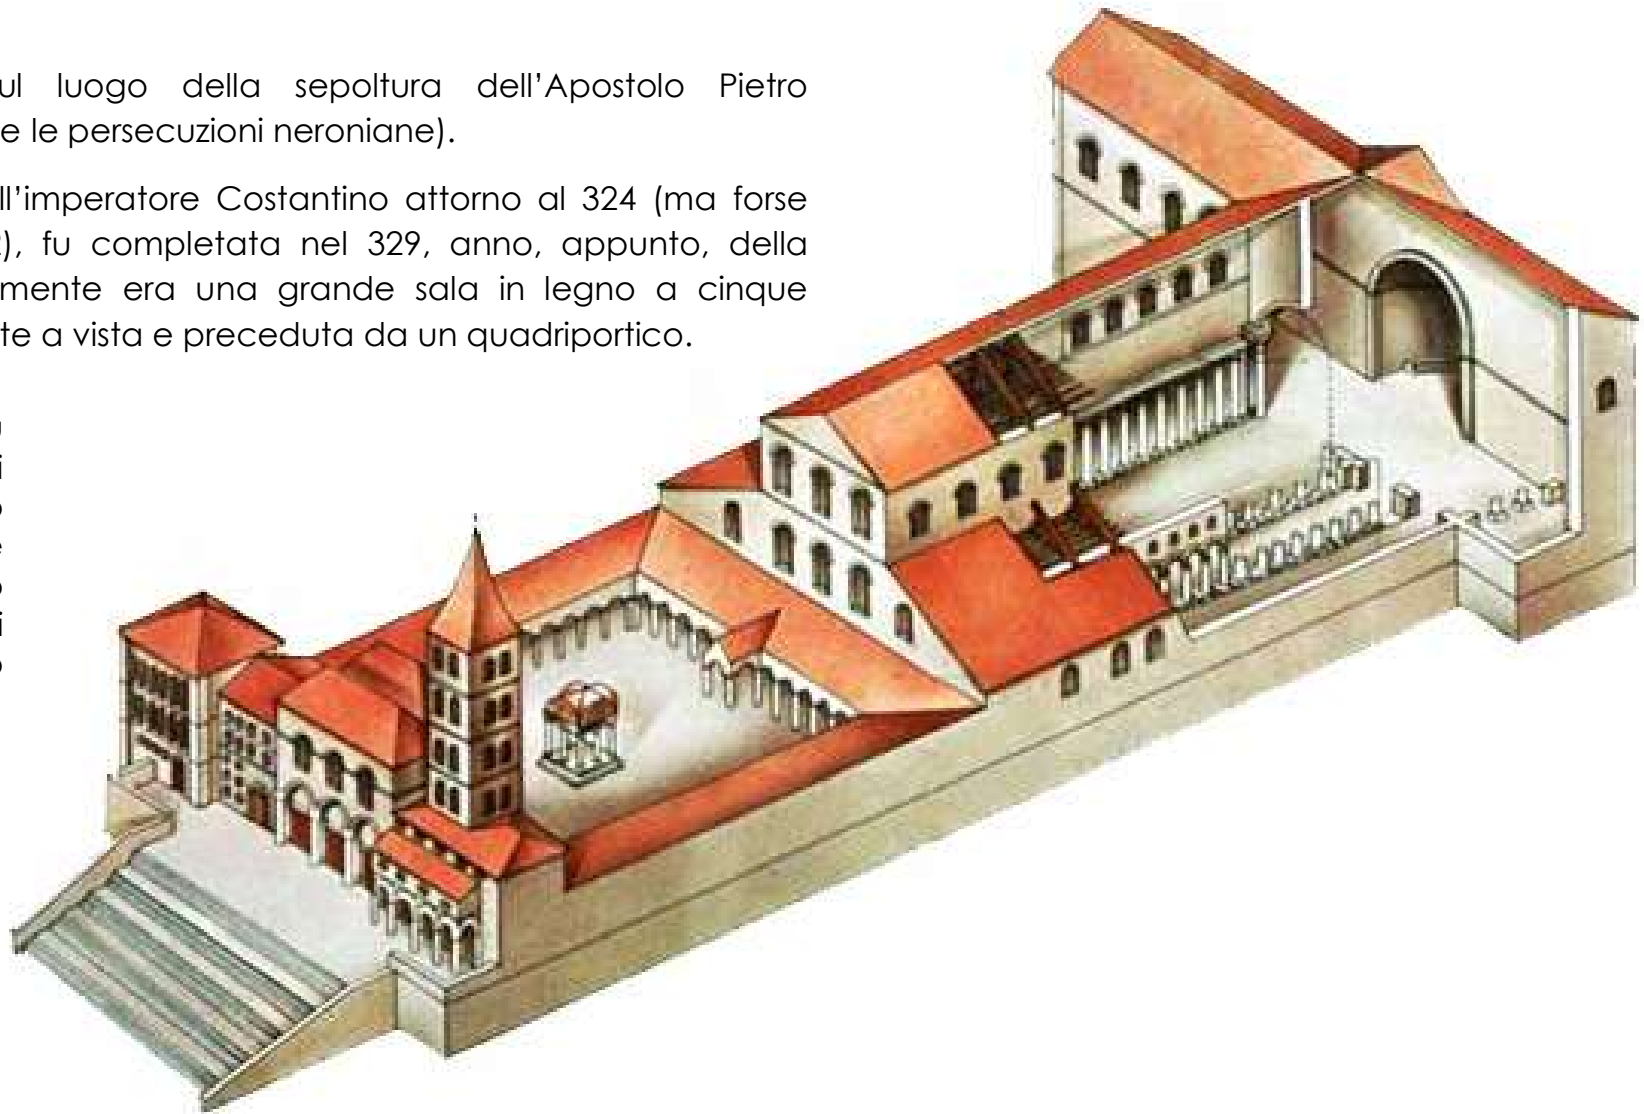 ul luogo della sepoltura dell’Apostolo Pietro
e le persecuzioni neroniane).
ll’imperatore Costantino attorno al 324 (ma forse
), fu completata nel 329, anno, appunto, della
mente era una grande sala in legno a cinque
te a vista e preceduta da un quadriportico.
i
e
i